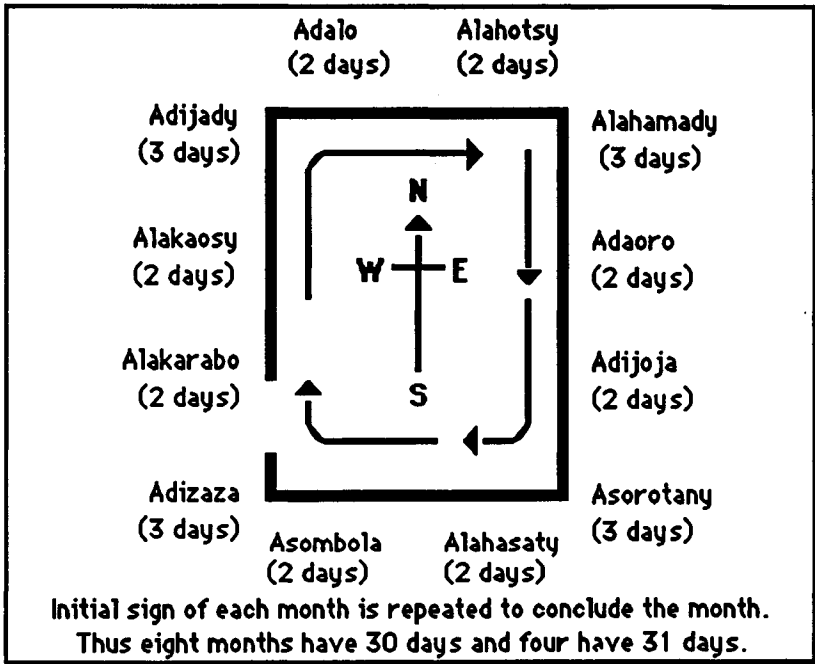 Adalo
(2 days)
Alahotsy
(2 days)
Adijady
(3 days)
Alahamady
(3 days)
N
Alakaosy
(2 days)
W
E
Adaoro
(2 days)
Alakarabo
(2 days)
S
Adijoja
(2 days)
Adizaza
(3 days)
Asorotany
(3 days)
Asombola
(2 days)
Alahasaty
(2 days)
Initial sign of each month is repeated to conclude the month.
Thus eight months have 30 days and four have 31 days.